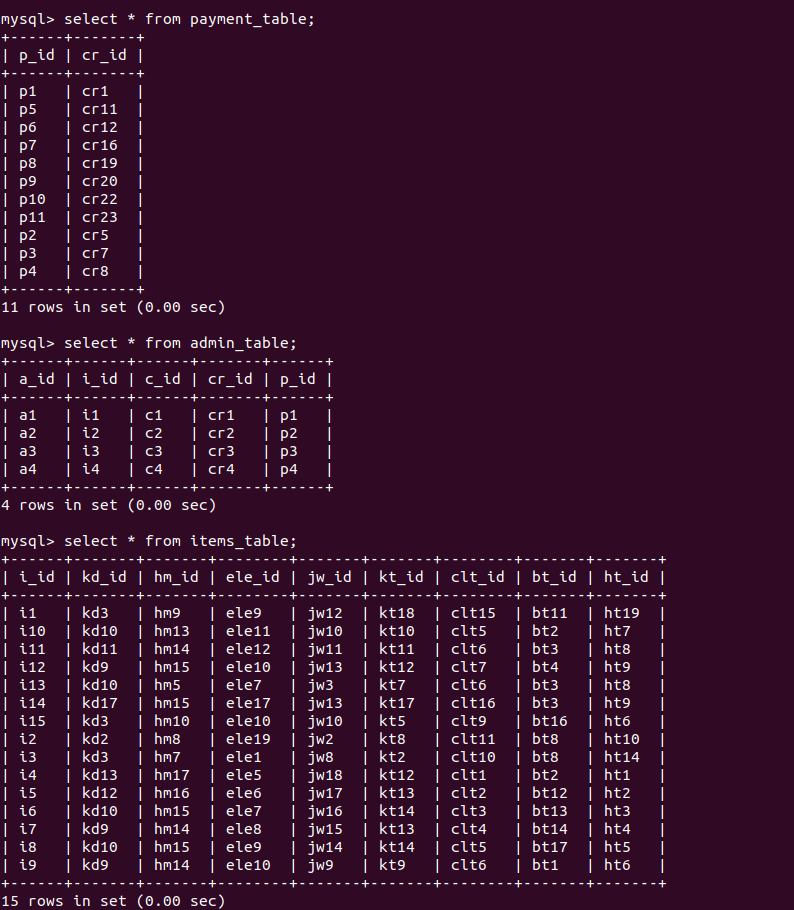 mysql> select * from payment_table;
+------+-------+
| p_id | cr_id |
+------+-------+
| p1   | cr1   |
| p5   | cr11  |
| p6   | cr12  |
| p7   | cr16  |
| p8   | cr19  |
| p9   | cr20  |
| p10  | cr22  |
| p11  | cr23  |
| p2   | cr5   |
| p3   | cr7   |
| p4   | cr8   |
+------+-------+
11 rows in set (0.00 sec)

mysql> select * from admin_table;
+------+------+------+-------+------+
| a_id | i_id | c_id | cr_id | p_id |
+------+------+------+-------+------+
| a1   | i1   | c1   | cr1   | p1   |
| a2   | i2   | c2   | cr2   | p2   |
| a3   | i3   | c3   | cr3   | p3   |
| a4   | i4   | c4   | cr4   | p4   |
+------+------+------+-------+------+
4 rows in set (0.00 sec)

mysql> select * from items_table;
+------+-------+-------+--------+-------+-------+--------+-------+-------+
| i_id | kd_id | hm_id | ele_id | jw_id | kt_id | clt_id | bt_id | ht_id |
+------+-------+-------+--------+-------+-------+--------+-------+-------+
| i1   | kd3   | hm9   | ele9   | jw12  | kt18  | clt15  | bt11  | ht19  |
| i10  | kd10  | hm13  | ele11  | jw10  | kt10  | clt5   | bt2   | ht7   |
| i11  | kd11  | hm14  | ele12  | jw11  | kt11  | clt6   | bt3   | ht8   |
| i12  | kd9   | hm15  | ele10  | jw13  | kt12  | clt7   | bt4   | ht9   |
| i13  | kd10  | hm5   | ele7   | jw3   | kt7   | clt6   | bt3   | ht8   |
| i14  | kd17  | hm15  | ele17  | jw13  | kt17  | clt16  | bt3   | ht9   |
| i15  | kd3   | hm10  | ele10  | jw10  | kt5   | clt9   | bt16  | ht6   |
| i2   | kd2   | hm8   | ele19  | jw2   | kt8   | clt11  | bt8   | ht10  |
| i3   | kd3   | hm7   | ele1   | jw8   | kt2   | clt10  | bt8   | ht14  |
| i4   | kd13  | hm17  | ele5   | jw18  | kt12  | clt1   | bt2   | ht1   |
| i5   | kd12  | hm16  | ele6   | jw17  | kt13  | clt2   | bt12  | ht2   |
| i6   | kd10  | hm15  | ele7   | jw16  | kt14  | clt3   | bt13  | ht3   |
| i7   | kd9   | hm14  | ele8   | jw15  | kt13  | clt4   | bt14  | ht4   |
| i8   | kd10  | hm15  | ele9   | jw14  | kt14  | clt5   | bt17  | ht5   |
| i9   | kd9   | hm14  | ele10  | jw9   | kt9   | clt6   | bt1   | ht6   |
+------+-------+-------+--------+-------+-------+--------+-------+-------+
15 rows in set (0.00 sec)